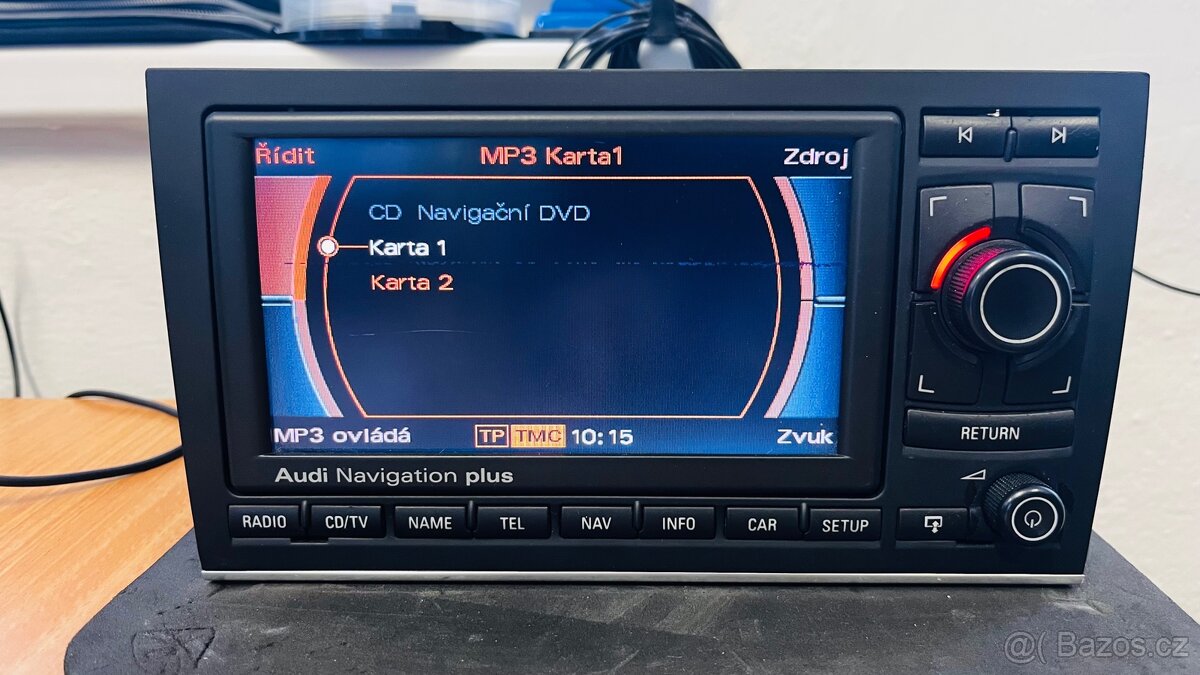 Řídit MP3 Karta1 Zdroj
CD Navigační DVD
Karta 1
Karta 2
MP3 ovládá TP TMC 10:15 Zvuk
Audi Navigation plus
RADIO CD/TV NAME TEL NAV INFO CAR SETUP
RETURN
@( Bazos.cz